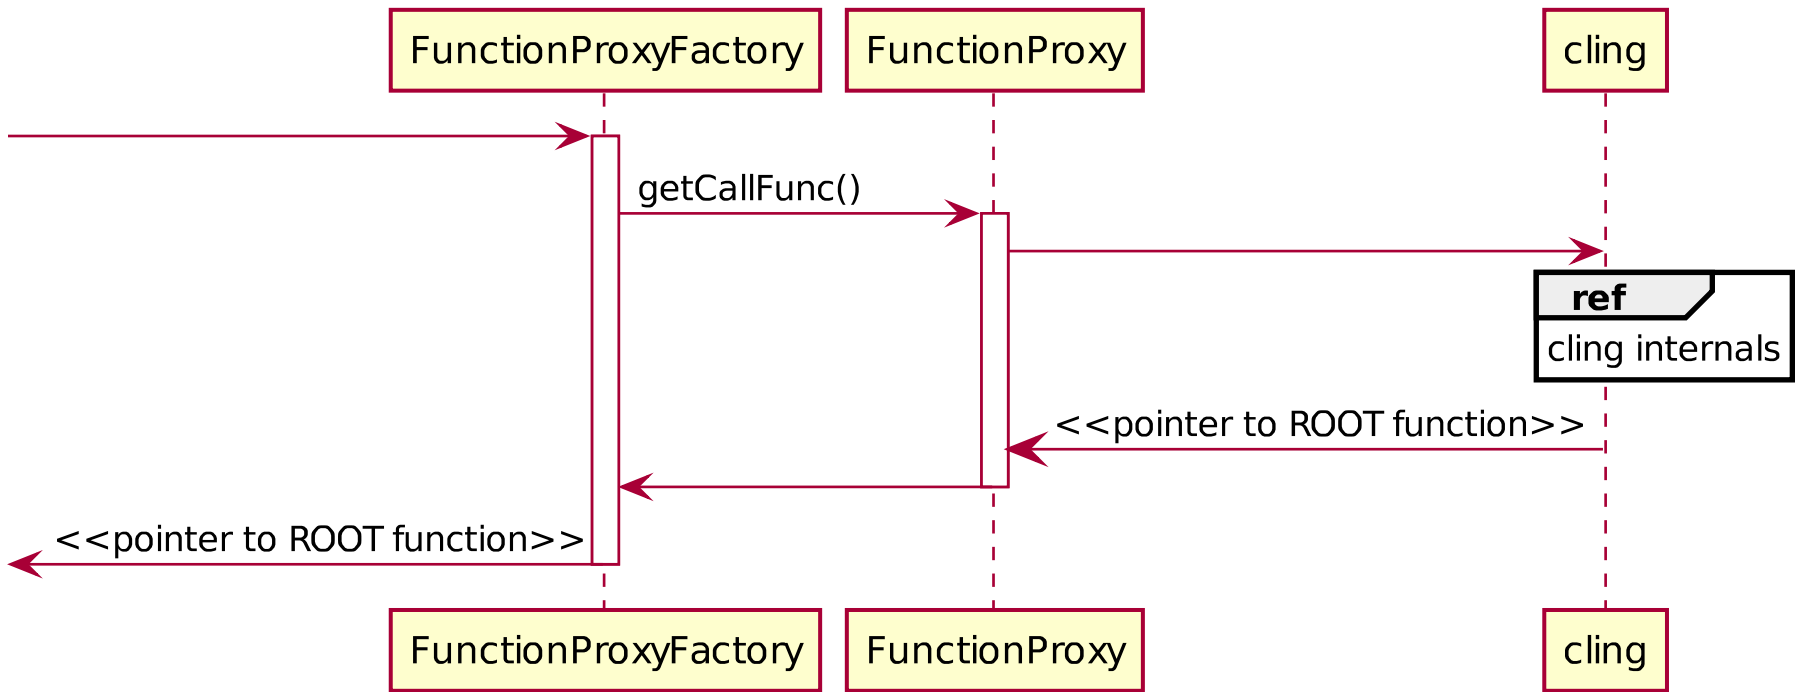 FunctionProxyFactory
FunctionProxy
cling
getCallFunc()
ref
cling internals
<<pointer to ROOT function>>
<<pointer to ROOT function>>
FunctionProxyFactory
FunctionProxy
cling